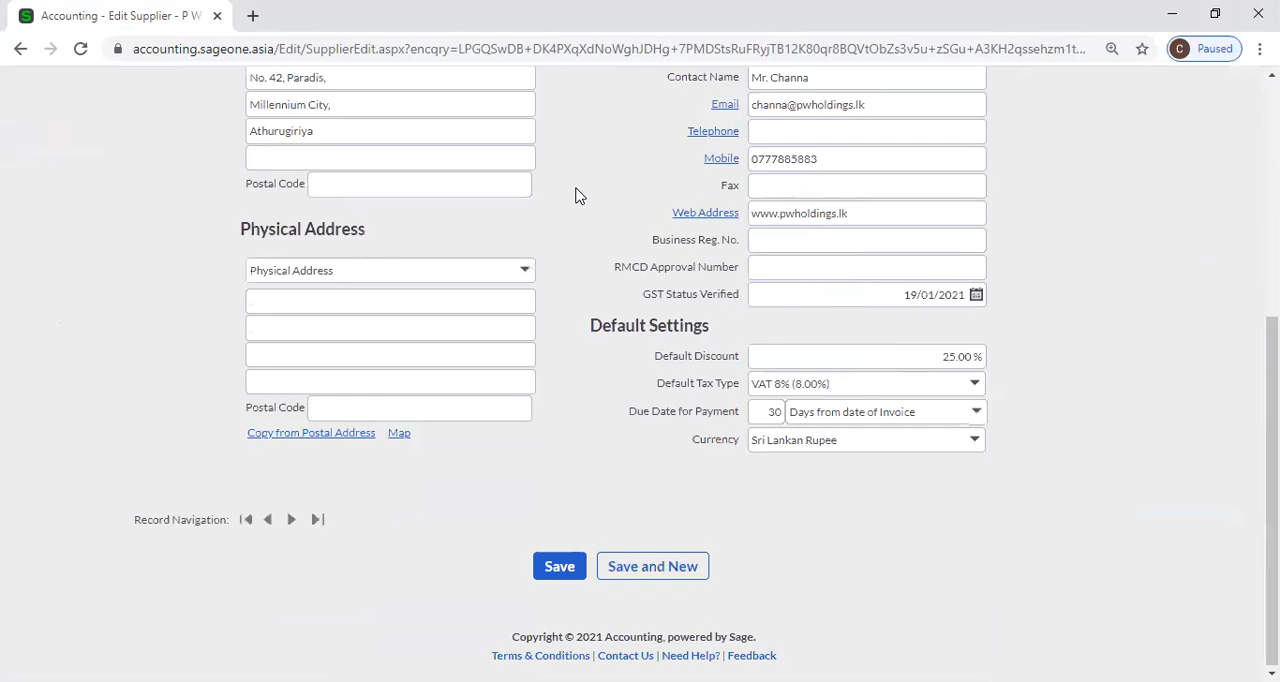 Accounting - Edit Supplier - P W
accounting.sageone.asia/Edit/SupplierEdit.aspx?encqry=LPGQSwDB+DK4PXqXdNoWghJDHg+7PMDStsRuFRyjTB12K80qr8BQVtObZs3v5u+zSGu+A3KH2qssehzm1t...
C Paused
No. 42, Paradis,
Millennium City,
Athurugiriya
Postal Code
Physical Address
Physical Address
Postal Code
Copy from Postal Address Map
Contact Name Mr. Channa
Email channa@pwholdings.lk
Telephone
Mobile 0777885883
Fax
Web Address www.pwholdings.lk
Business Reg. No.
RMCD Approval Number
GST Status Verified 19/01/2021
Default Settings
Default Discount 25.00 %
Default Tax Type VAT 8% (8.00%)
Due Date for Payment 30 Days from date of Invoice
Currency Sri Lankan Rupee
Record Navigation:
Save Save and New
Copyright © 2021 Accounting, powered by Sage.
Terms & Conditions | Contact Us | Need Help? | Feedback